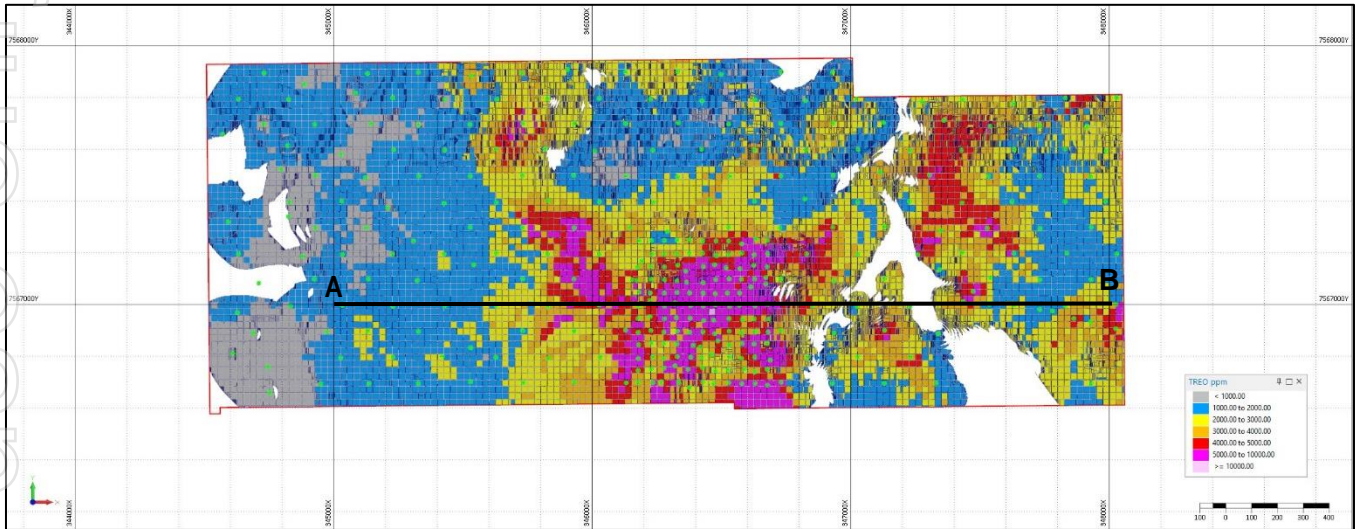 344000X
345000X
346000X
347000X
348000X
7568000Y
7568000Y
A
B
7567000Y
7567000Y
TREO ppm
< 1000.00
1000.00 to 2000.00
2000.00 to 3000.00
3000.00 to 4000.00
4000.00 to 5000.00
5000.00 to 10000.00
>= 10000.00
100 0 100 200 300 400
344000X
345000X
346000X
347000X
348000X